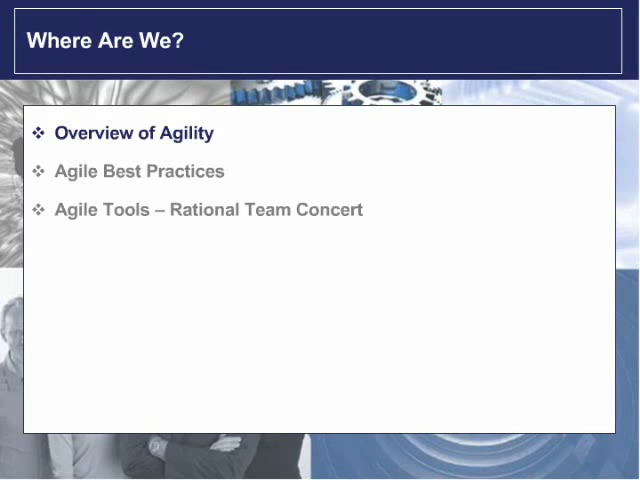 Where Are We?
Overview of Agility
Agile Best Practices
Agile Tools – Rational Team Concert